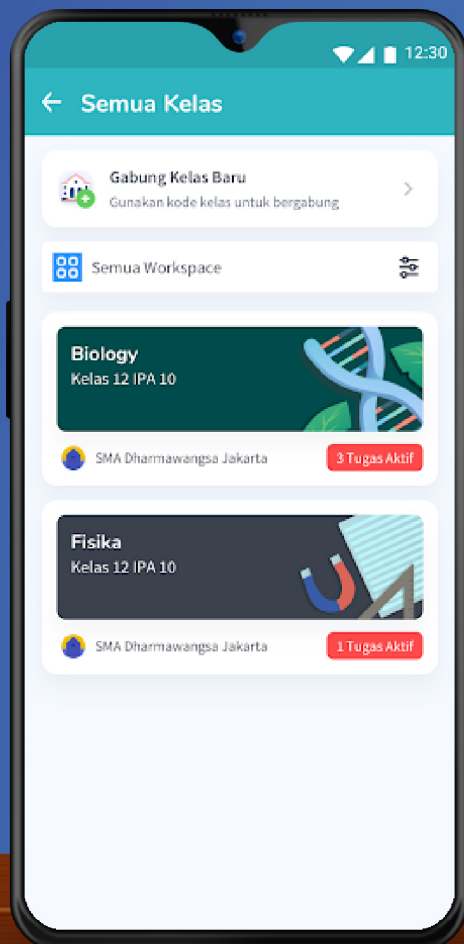 12:30
Semua Kelas
Gabung Kelas Baru
Gunakan kode kelas untuk bergabung
Semua Workspace
Biology
Kelas 12 IPA 10
SMA Dharmawangsa Jakarta
3 Tugas Aktif
Fisika
Kelas 12 IPA 10
SMA Dharmawangsa Jakarta
1 Tugas Aktif